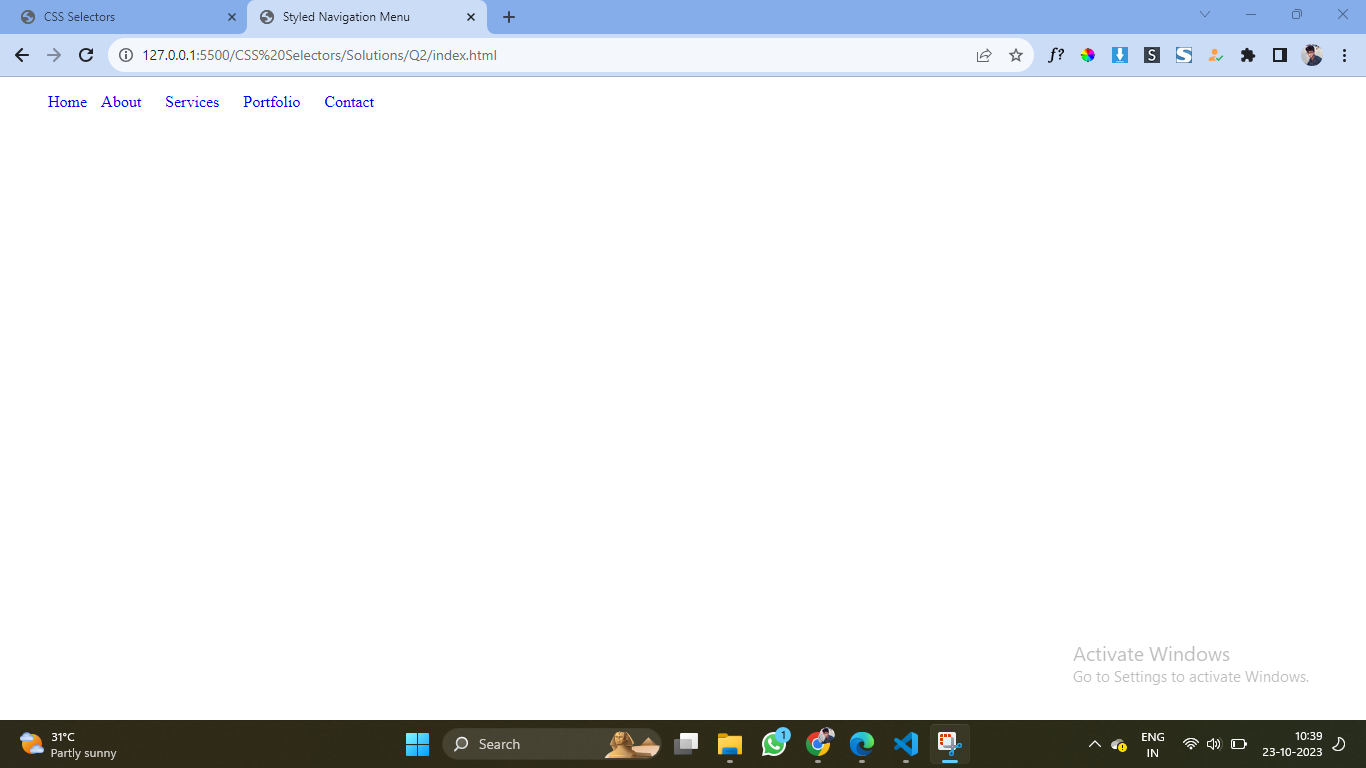 CSS Selectors
Styled Navigation Menu
127.0.0.1:5500/CSS%20Selectors/Solutions/Q2/index.html
f?
S
S
Home About Services Portfolio Contact
Activate Windows
Go to Settings to activate Windows.
31°C
Partly sunny
Search
1
ENG
IN
10:39
23-10-2023